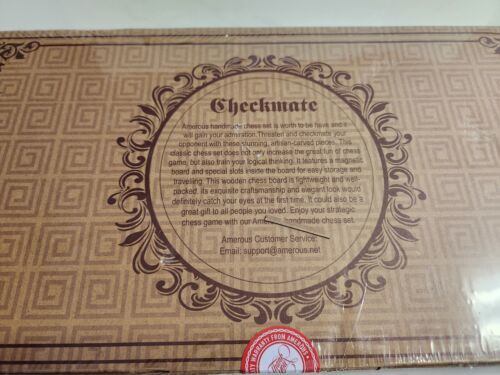 Checkmate
Amerous handmade chess set is worth to be have and it
will gain your admiration.Threaten and checkmate your
opponent with these stunning, artisan-carved pieces. This
classic chess set does not only increase the great fun of chess
game, but also train your logical thinking. It features a magnetic
board and special slots inside the board for easy storage and
travelling. This wooden chess board is lightweight and well-
packed. its exquisite craftsmanship and elegant look would
definitely catch your eyes at the first time. It could also be a
great gift to all people you loved. Enjoy your strategic
chess game with our Amerous handmade chess set.
Amerous Customer Service:
Email: support@amerous.net
WARRANTY FROM AMEROUS